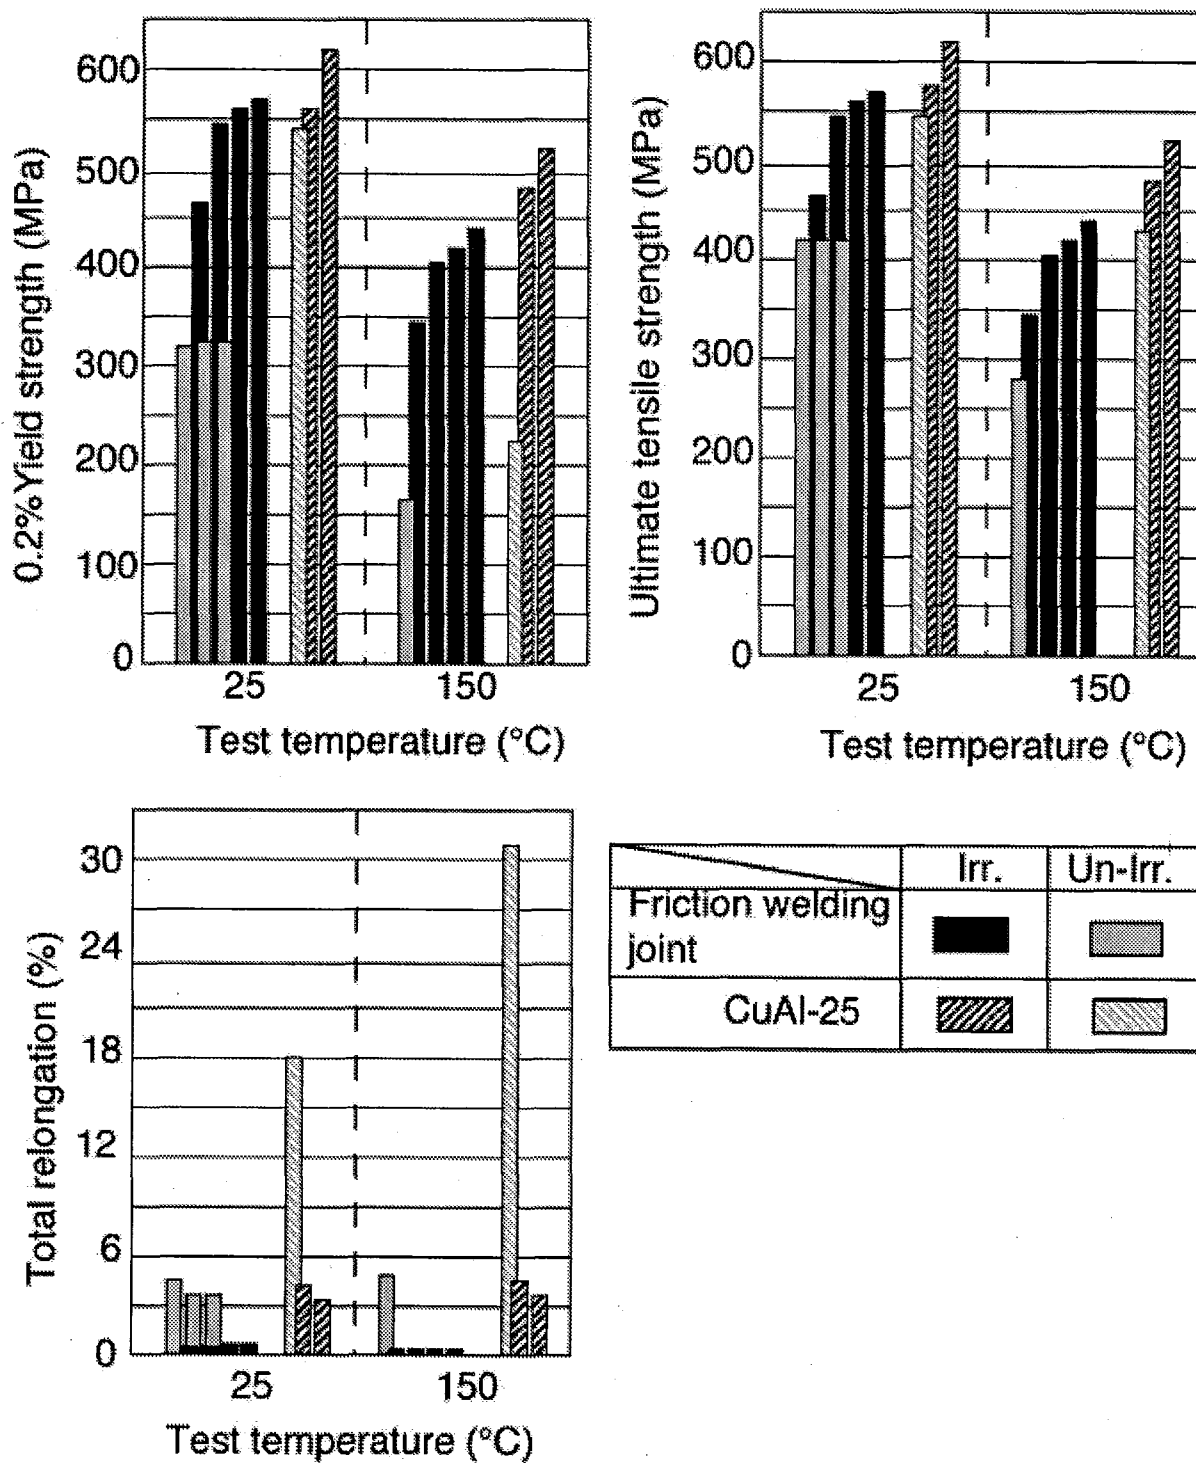 0.2%Yield strength (MPa)
600
500
400
300
200
100
0
25
150
Test temperature (°C)
Ultimate tensile strength (MPa)
600
500
400
300
200
100
0
25
150
Test temperature (°C)
Total relongation (%)
30
24
18
12
6
0
25
150
Test temperature (°C)
Irr.
Un-Irr.
Friction welding
joint
CuAl-25